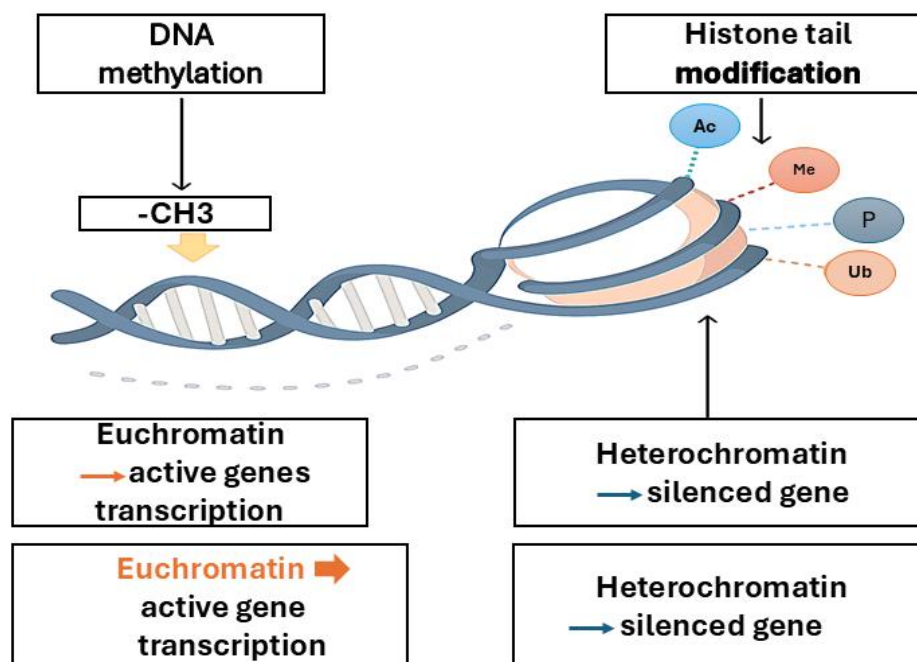 DNA
methylation
Histone tail
modification
Ac
Me
P
Ub
-CH3
Euchromatin
→ active genes
transcription
Heterochromatin
→ silenced gene
Euchromatin ➡
active gene
transcription
Heterochromatin
→ silenced gene